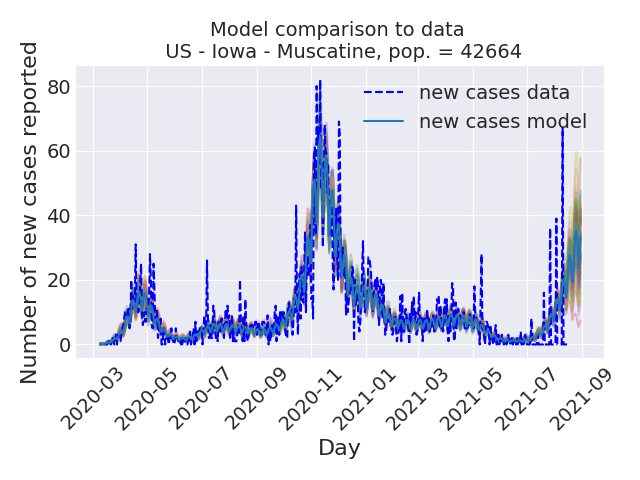 Model comparison to data
US - Iowa - Muscatine, pop. = 42664
new cases data
new cases model
Number of new cases reported
80
60
40
20
0
2020-03
2020-05
2020-07
2020-09
2020-11
2021-01
2021-03
2021-05
2021-07
2021-09
Day